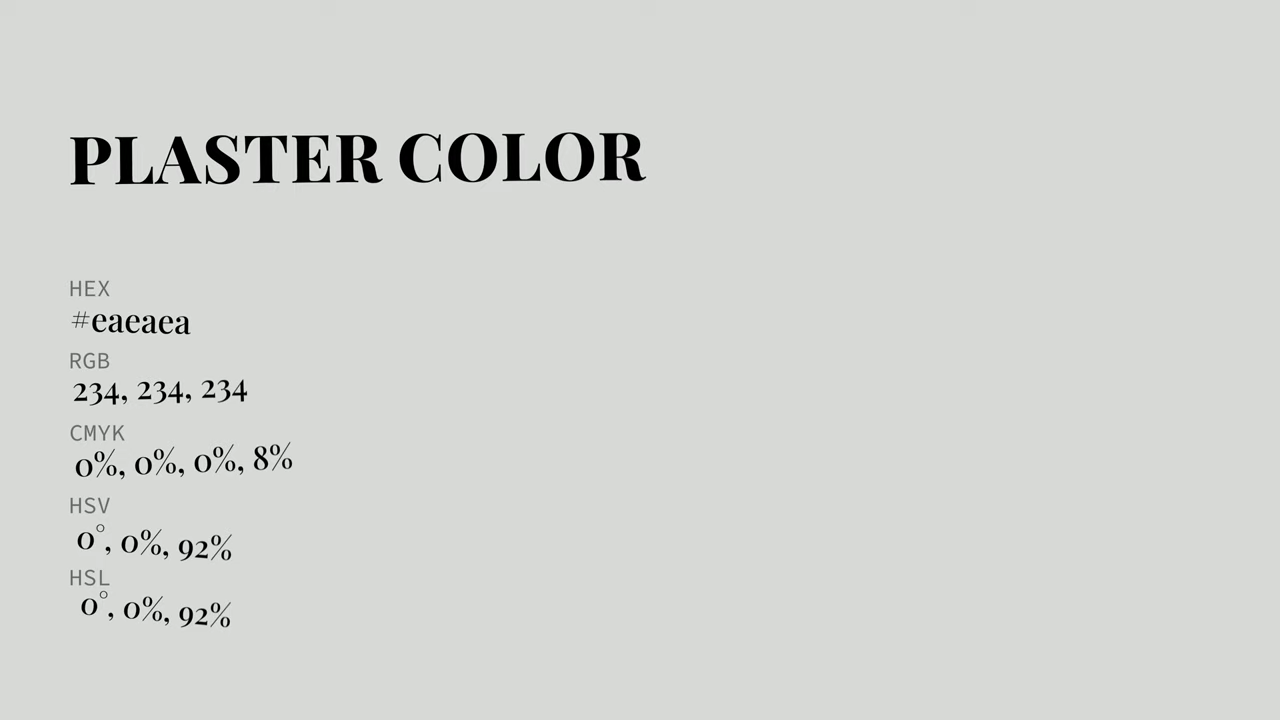 PLASTER COLOR
HEX
#eaeaea
RGB
234, 234, 234
CMYK
0%, 0%, 0%, 8%
HSV
0°, 0%, 92%
HSL
0°, 0%, 92%